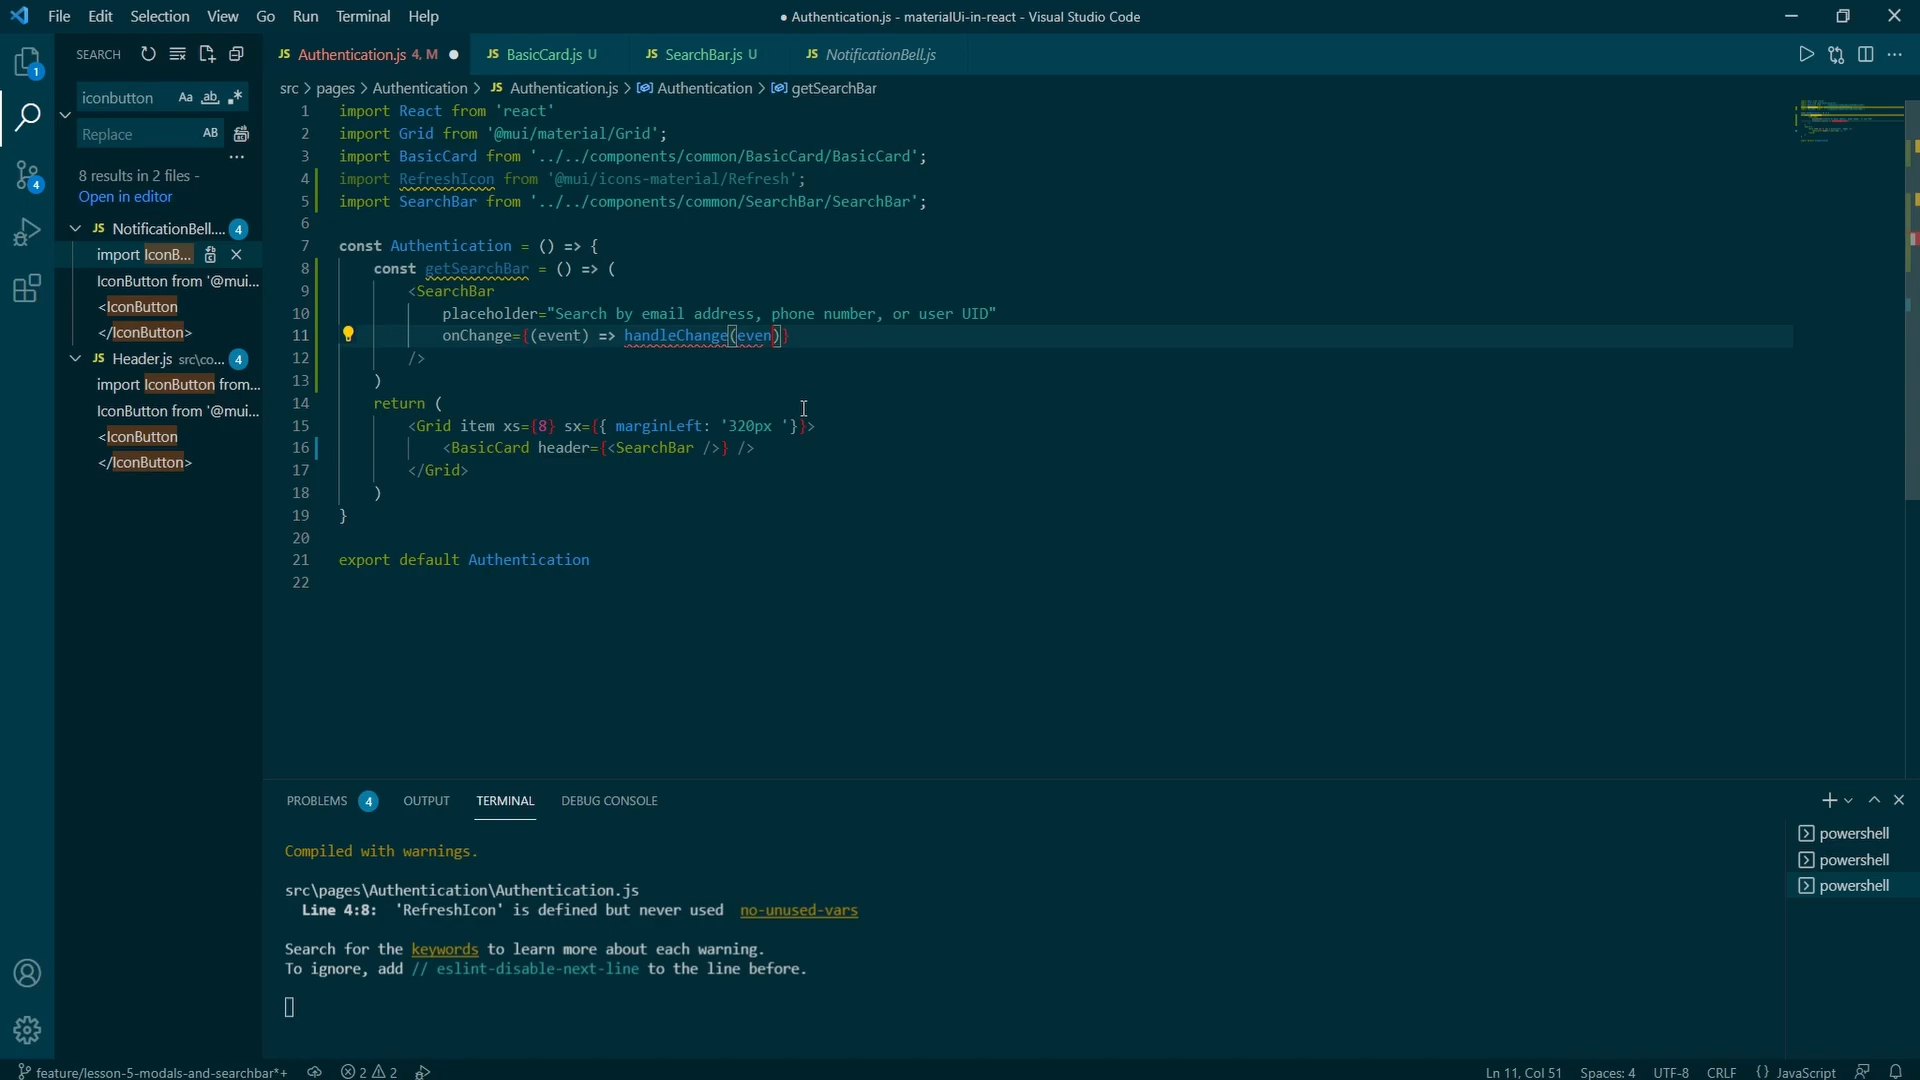 File Edit Selection View Go Run Terminal Help
● Authentication.js - materialUi-in-react - Visual Studio Code
SEARCH
JS Authentication.js 4, M ●
JS BasicCard.js U
JS SearchBar.js U
JS NotificationBell.js
1
4
iconbutton Aa ab
Replace AB
8 results in 2 files -
Open in editor
JS NotificationBell.... 4
import IconB...
IconButton from '@mui...
<IconButton
</IconButton>
JS Header.js src\co... 4
import IconButton from...
IconButton from '@mui...
<IconButton
</IconButton>
src > pages > Authentication > JS Authentication.js > Authentication > getSearchBar
1 import React from 'react'
2 import Grid from '@mui/material/Grid';
3 import BasicCard from '../../components/common/BasicCard/BasicCard';
4 import RefreshIcon from '@mui/icons-material/Refresh';
5 import SearchBar from '../../components/common/SearchBar/SearchBar';
6
7 const Authentication = () => {
8 const getSearchBar = () => (
9 <SearchBar
10 placeholder="Search by email address, phone number, or user UID"
11 onChange={(event) => handleChange(even)}
12 />
13 )
14 return (
15 <Grid item xs={8} sx={{ marginLeft: '320px '}}>
16 <BasicCard header={<SearchBar />} />
17 </Grid>
18 )
19 }
20
21 export default Authentication
22
PROBLEMS 4 OUTPUT TERMINAL DEBUG CONSOLE
Compiled with warnings.
src\pages\Authentication\Authentication.js
Line 4:8: 'RefreshIcon' is defined but never used no-unused-vars
Search for the keywords to learn more about each warning.
To ignore, add // eslint-disable-next-line to the line before.
powershell
powershell
powershell
feature/lesson-5-modals-and-searchbar*+ 2 2
Ln 11, Col 51 Spaces: 4 UTF-8 CRLF {} JavaScript